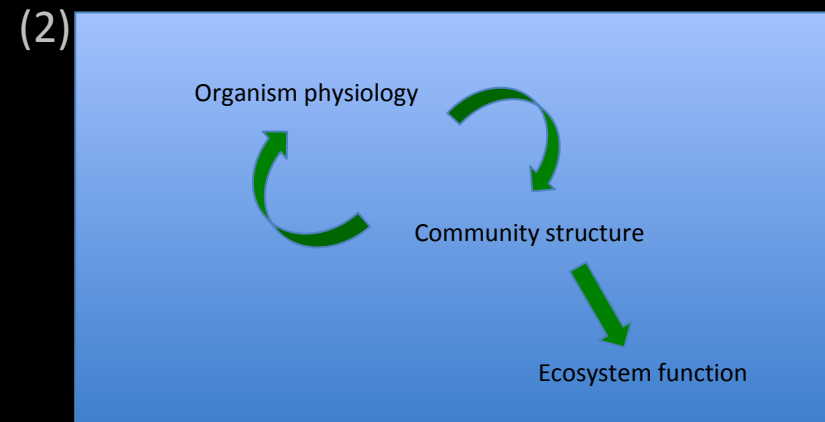 (2)
Organism physiology
Community structure
Ecosystem function